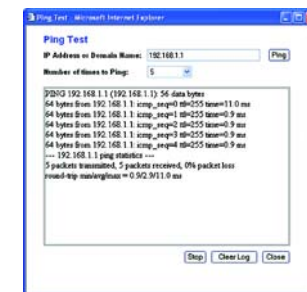 Ping Test - Microsoft Internet Explorer
Ping Test
IP Address or Domain Name: 192.168.1.1 Ping
Number of times to Ping: 5
PING 192.168.1.1 (192.168.1.1): 56 data bytes
64 bytes from 192.168.1.1: icmp_seq=0 ttl=255 time=11.0 ms
64 bytes from 192.168.1.1: icmp_seq=1 ttl=255 time=0.9 ms
64 bytes from 192.168.1.1: icmp_seq=2 ttl=255 time=0.9 ms
64 bytes from 192.168.1.1: icmp_seq=3 ttl=255 time=0.9 ms
64 bytes from 192.168.1.1: icmp_seq=4 ttl=255 time=0.9 ms
--- 192.168.1.1 ping statistics ---
5 packets transmitted, 5 packets received, 0% packet loss
round-trip min/avg/max = 0.9/2.9/11.0 ms
Stop Clear Log Close